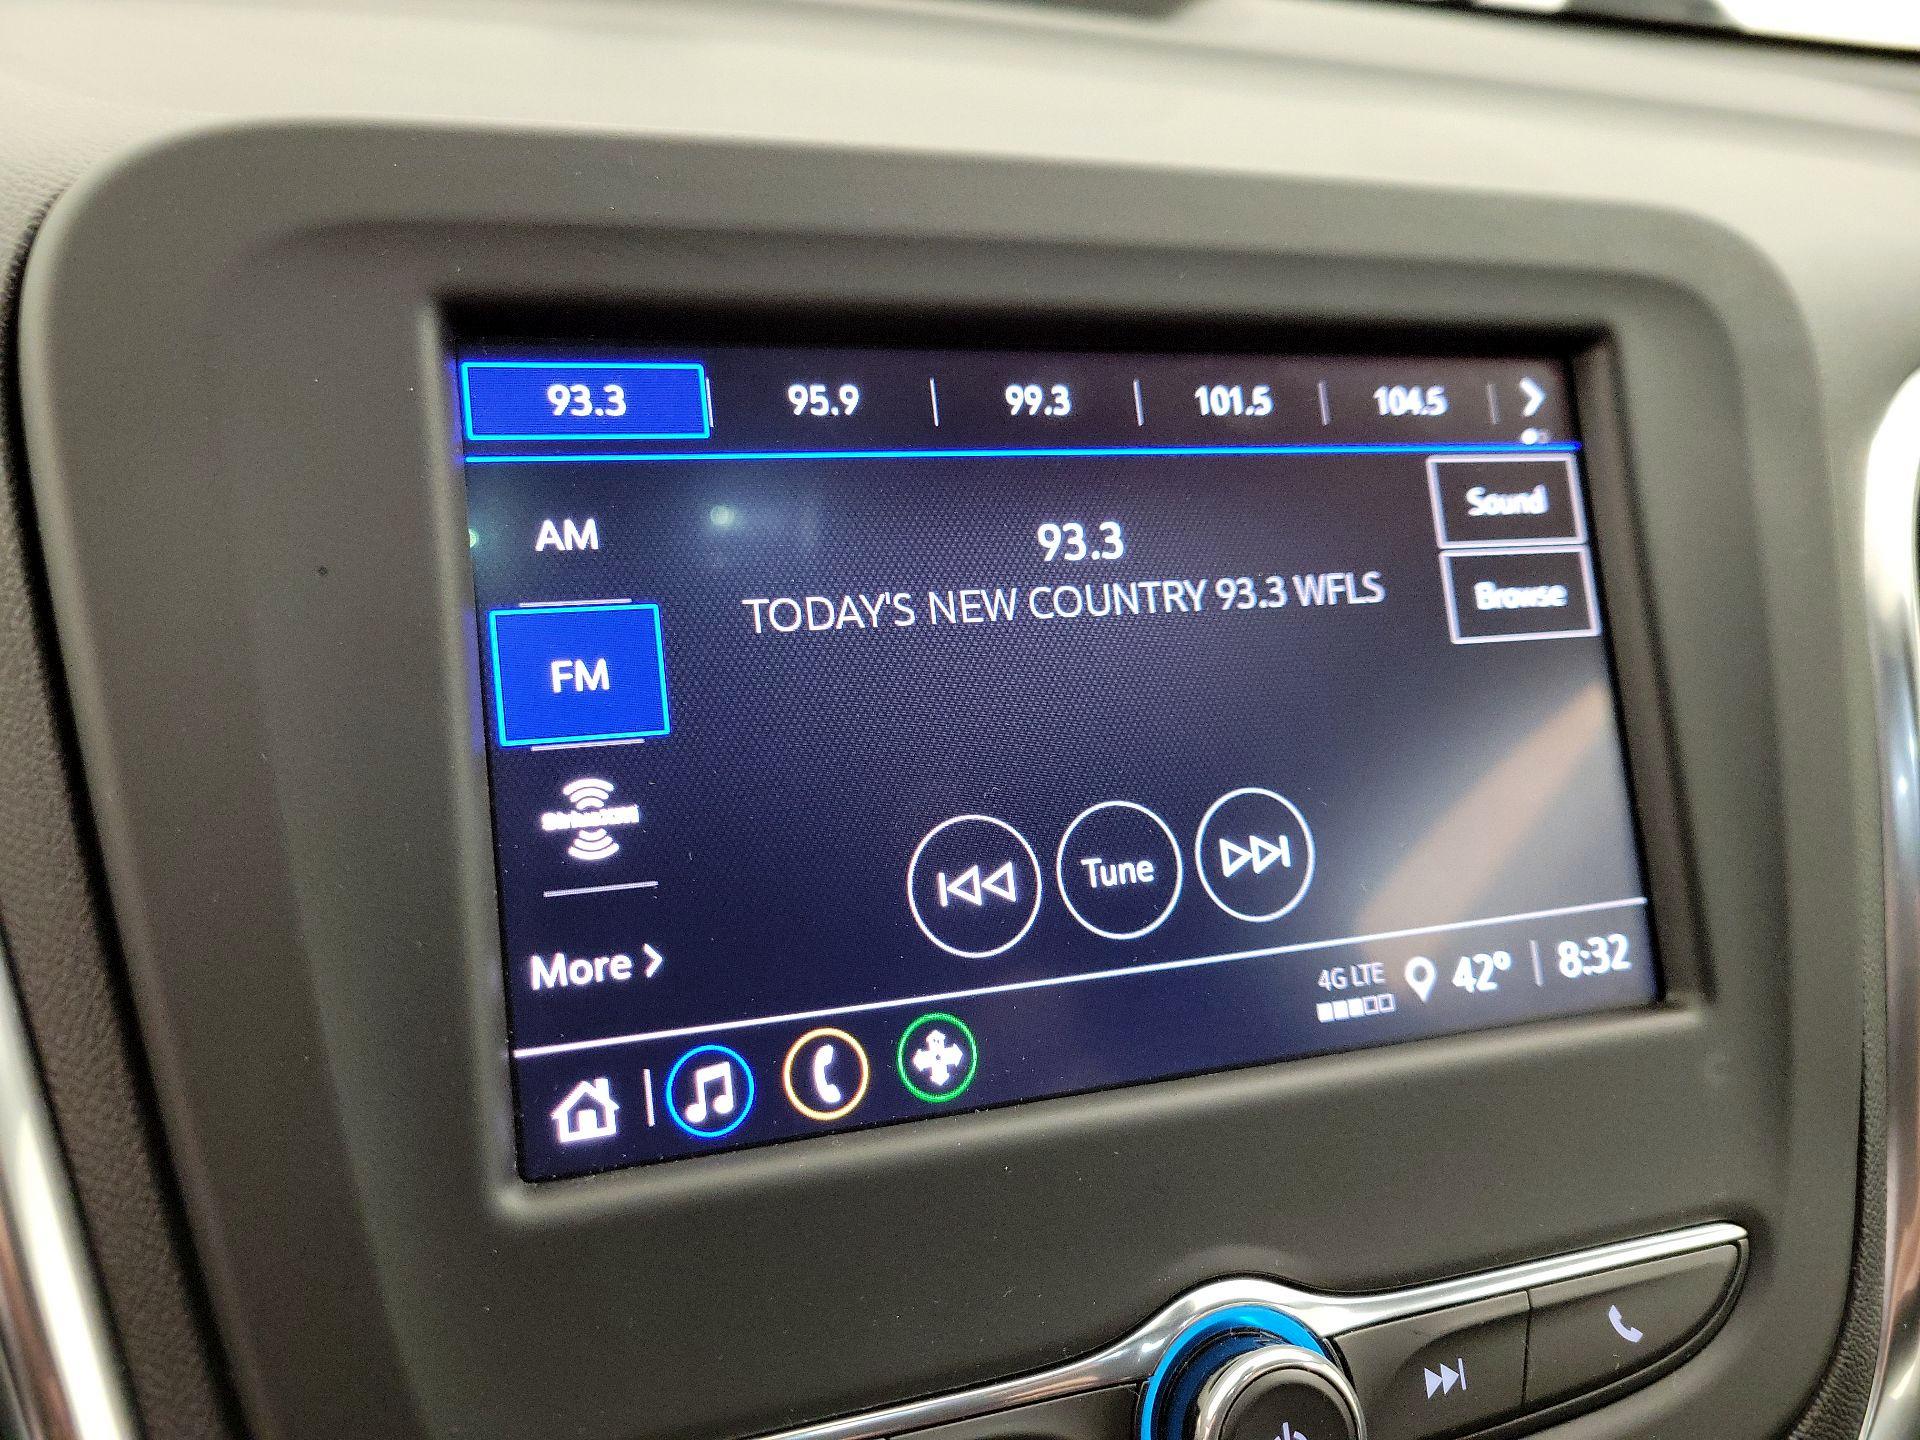 93.3 95.9 99.3 101.5 104.5
Sound
AM
93.3
TODAY'S NEW COUNTRY 93.3 WFLS
Browse
FM
SiriusXM
Tune
More
4G LTE 42° 8:32